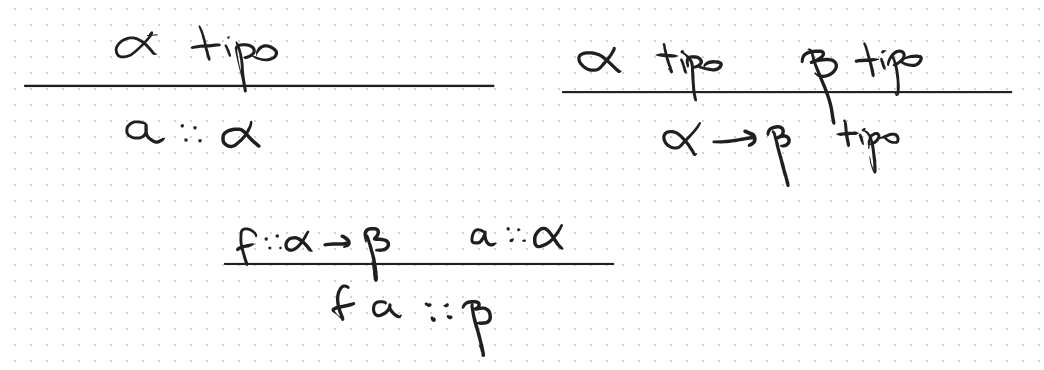 α tipo
a :: α
α tipo β tipo
α → β tipo
f :: α → β a :: α
f a :: β